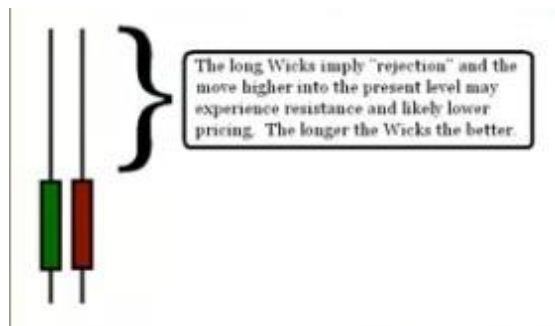 The long Wicks imply "rejection" and the
move higher into the present level may
experience resistance and likely lower
pricing. The longer the Wicks the better.